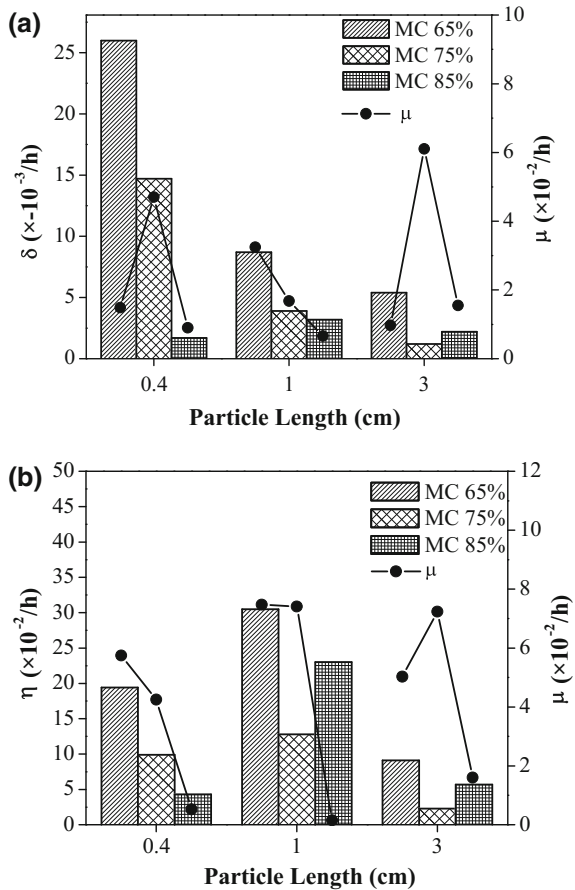 (a)
MC 65%
MC 75%
MC 85%
μ
25
20
15
10
5
0
δ (×-10⁻³/h)
10
8
6
4
2
0
μ (×10⁻²/h)
0.4 1 3
Particle Length (cm)
(b)
MC 65%
MC 75%
MC 85%
μ
50
45
40
35
30
25
20
15
10
5
0
η (×10⁻²/h)
12
10
8
6
4
2
0
μ (×10⁻²/h)
0.4 1 3
Particle Length (cm)